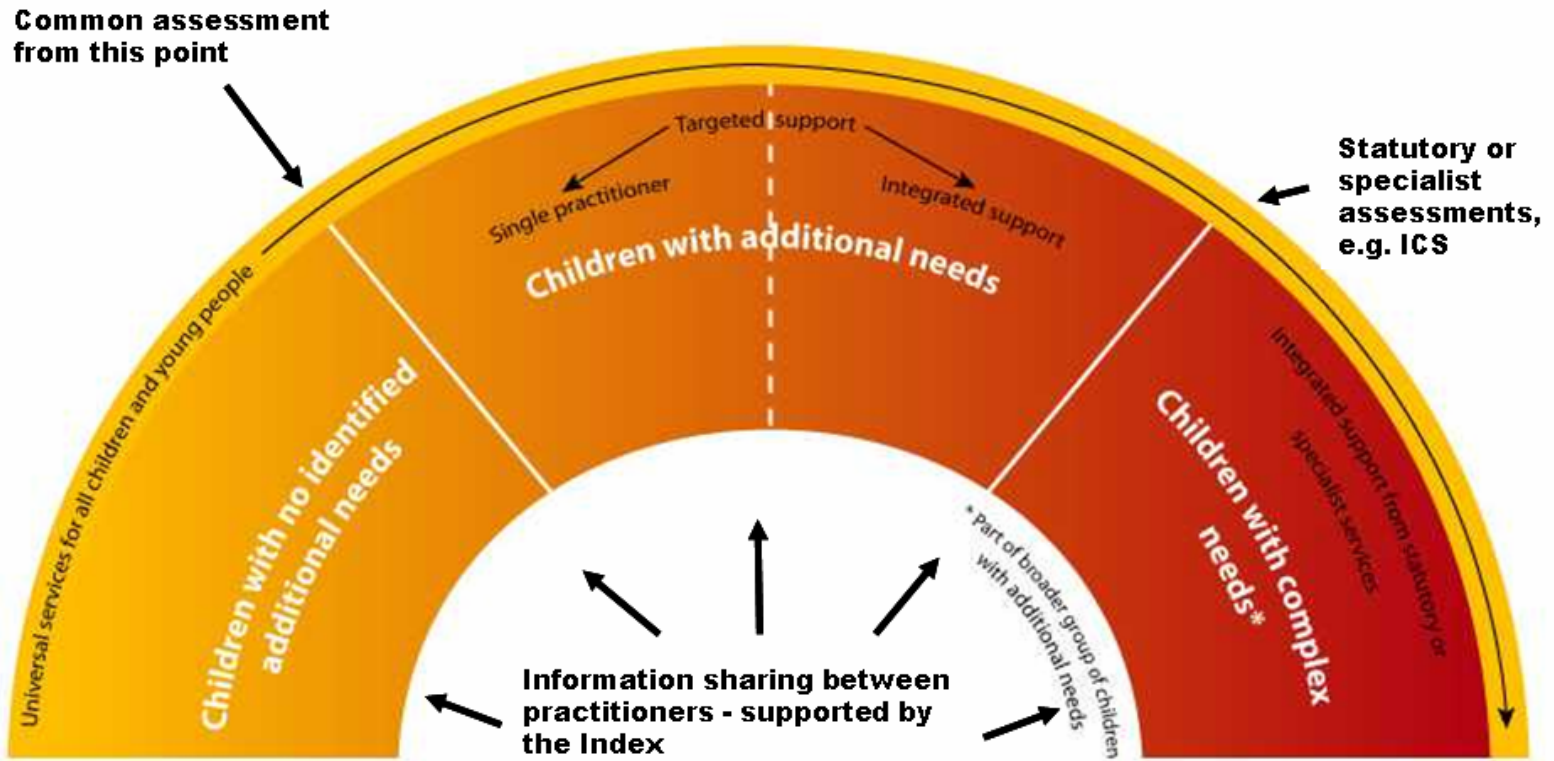 Common assessment
from this point
Targeted support
Single practitioner
Integrated support
Children with additional needs
Statutory or
specialist
assessments,
e.g. ICS
Universal services for all children and young people
Children with no identified
additional needs
Integrated support from statutory or
specialist services
Children with complex
needs*
* Part of broader group of children
with additional needs
Information sharing between
practitioners - supported by
the Index